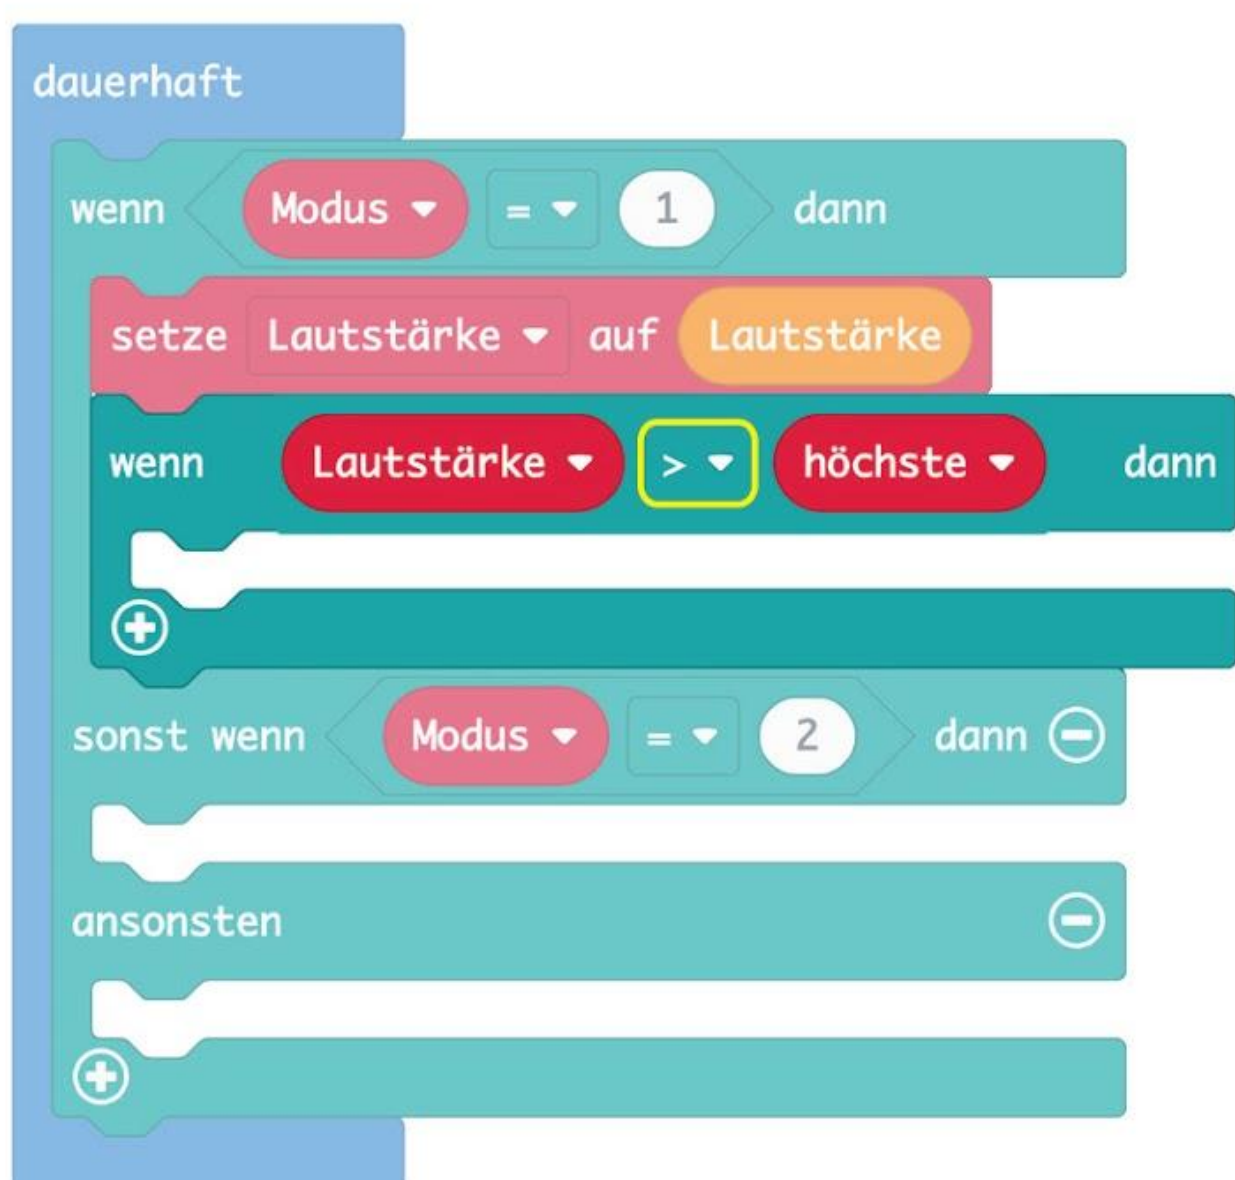 dauerhaft
wenn Modus = 1 dann
setze Lautstärke auf Lautstärke
wenn Lautstärke > höchste dann
sonst wenn Modus = 2 dann
ansonsten